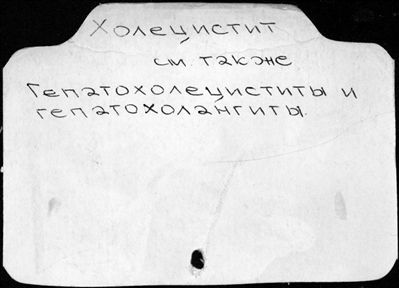 Холецистит
см. также
Гепатохолециститы и
гепатохолангиты.